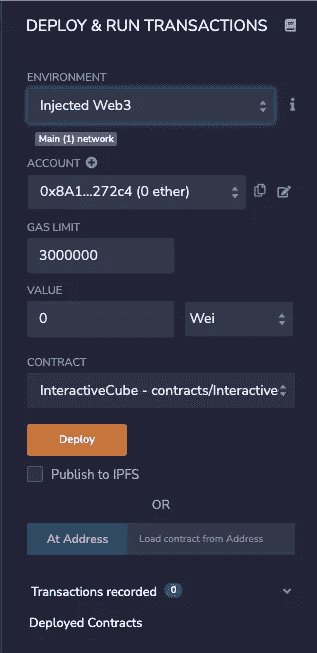 DEPLOY & RUN TRANSACTIONS
ENVIRONMENT
Injected Web3
Main (1) network
ACCOUNT
0x8A1...272c4 (0 ether)
GAS LIMIT
3000000
VALUE
0 Wei
CONTRACT
InteractiveCube - contracts/Interactive
Deploy
Publish to IPFS
OR
At Address Load contract from Address
Transactions recorded 0
Deployed Contracts